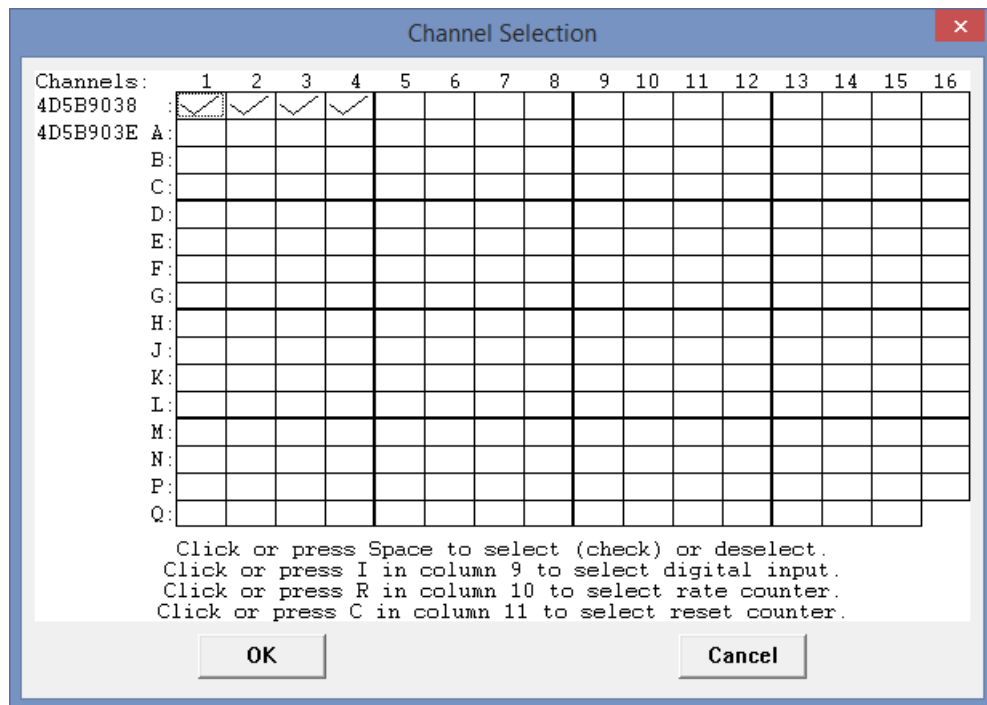 Channel Selection
Channels: 1 2 3 4 5 6 7 8 9 10 11 12 13 14 15 16
4D5B9038 :
4D5B903E A:
B:
C:
D:
E:
F:
G:
H:
J:
K:
L:
M:
N:
P:
Q:
Click or press Space to select (check) or deselect.
Click or press I in column 9 to select digital input.
Click or press R in column 10 to select rate counter.
Click or press C in column 11 to select reset counter.
OK Cancel